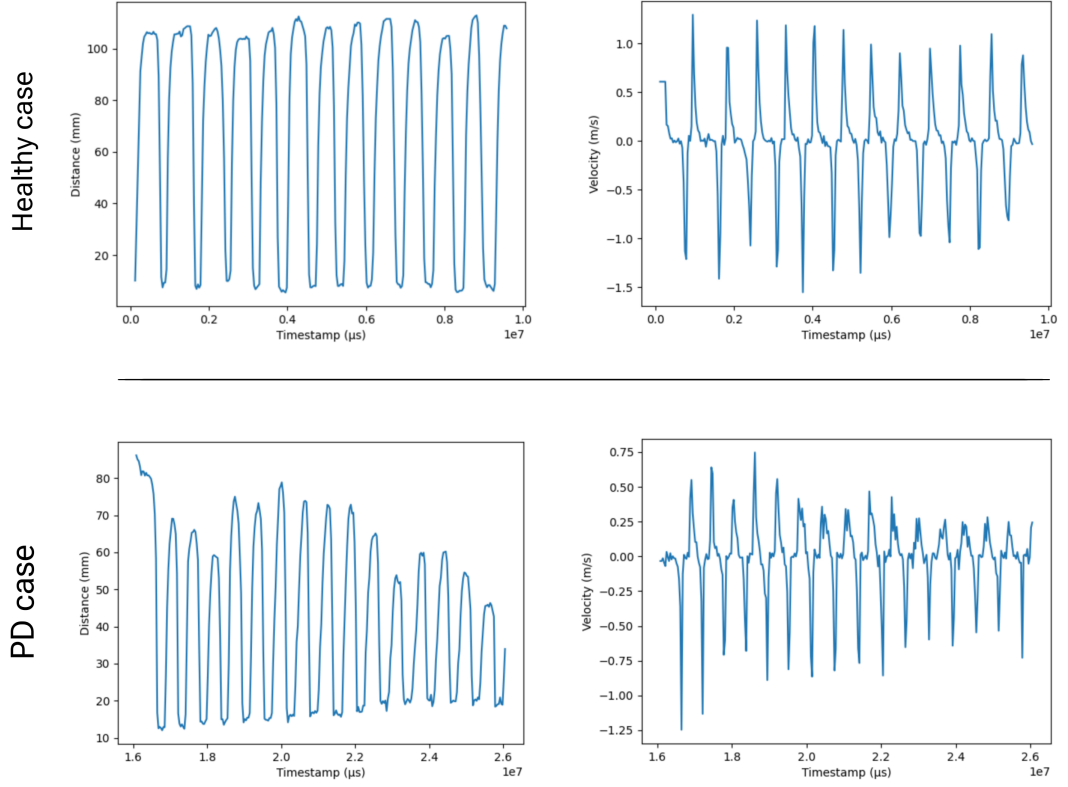 Healthy case
Distance (mm)
100
80
60
40
20
0.0 0.2 0.4 0.6 0.8 1.0
1e7
Timestamp (μs)
Velocity (m/s)
1.0
0.5
0.0
−0.5
−1.0
−1.5
0.0 0.2 0.4 0.6 0.8 1.0
1e7
Timestamp (μs)
PD case
Distance (mm)
80
70
60
50
40
30
20
10
1.6 1.8 2.0 2.2 2.4 2.6
1e7
Timestamp (μs)
Velocity (m/s)
0.75
0.50
0.25
0.00
−0.25
−0.50
−0.75
−1.00
−1.25
1.6 1.8 2.0 2.2 2.4 2.6
1e7
Timestamp (μs)